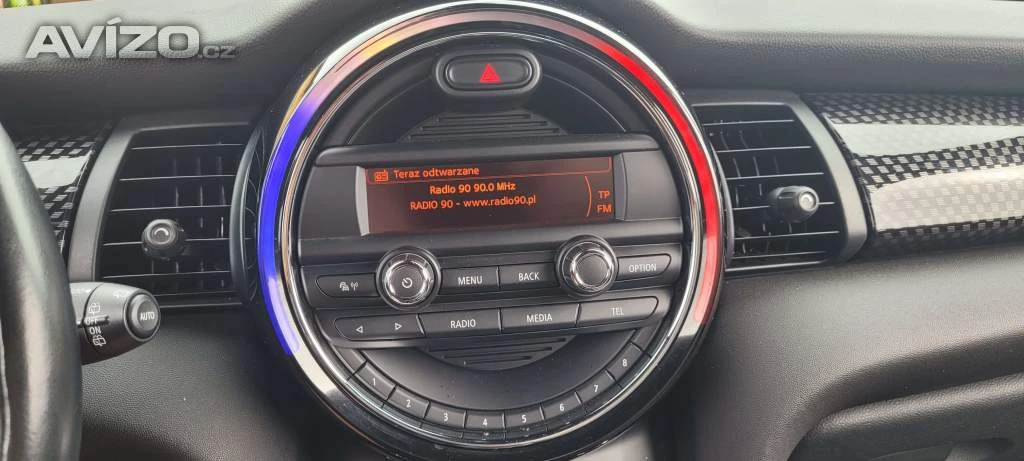 AVÍZO.cz
Teraz odtwarzane
Radio 90 90.0 MHz
RADIO 90 - www.radio90.pl
TP
FM
MENU
BACK
OPTION
RADIO
MEDIA
TEL
AUTO
OFF
ON
1
2
3
4
5
6
7
8